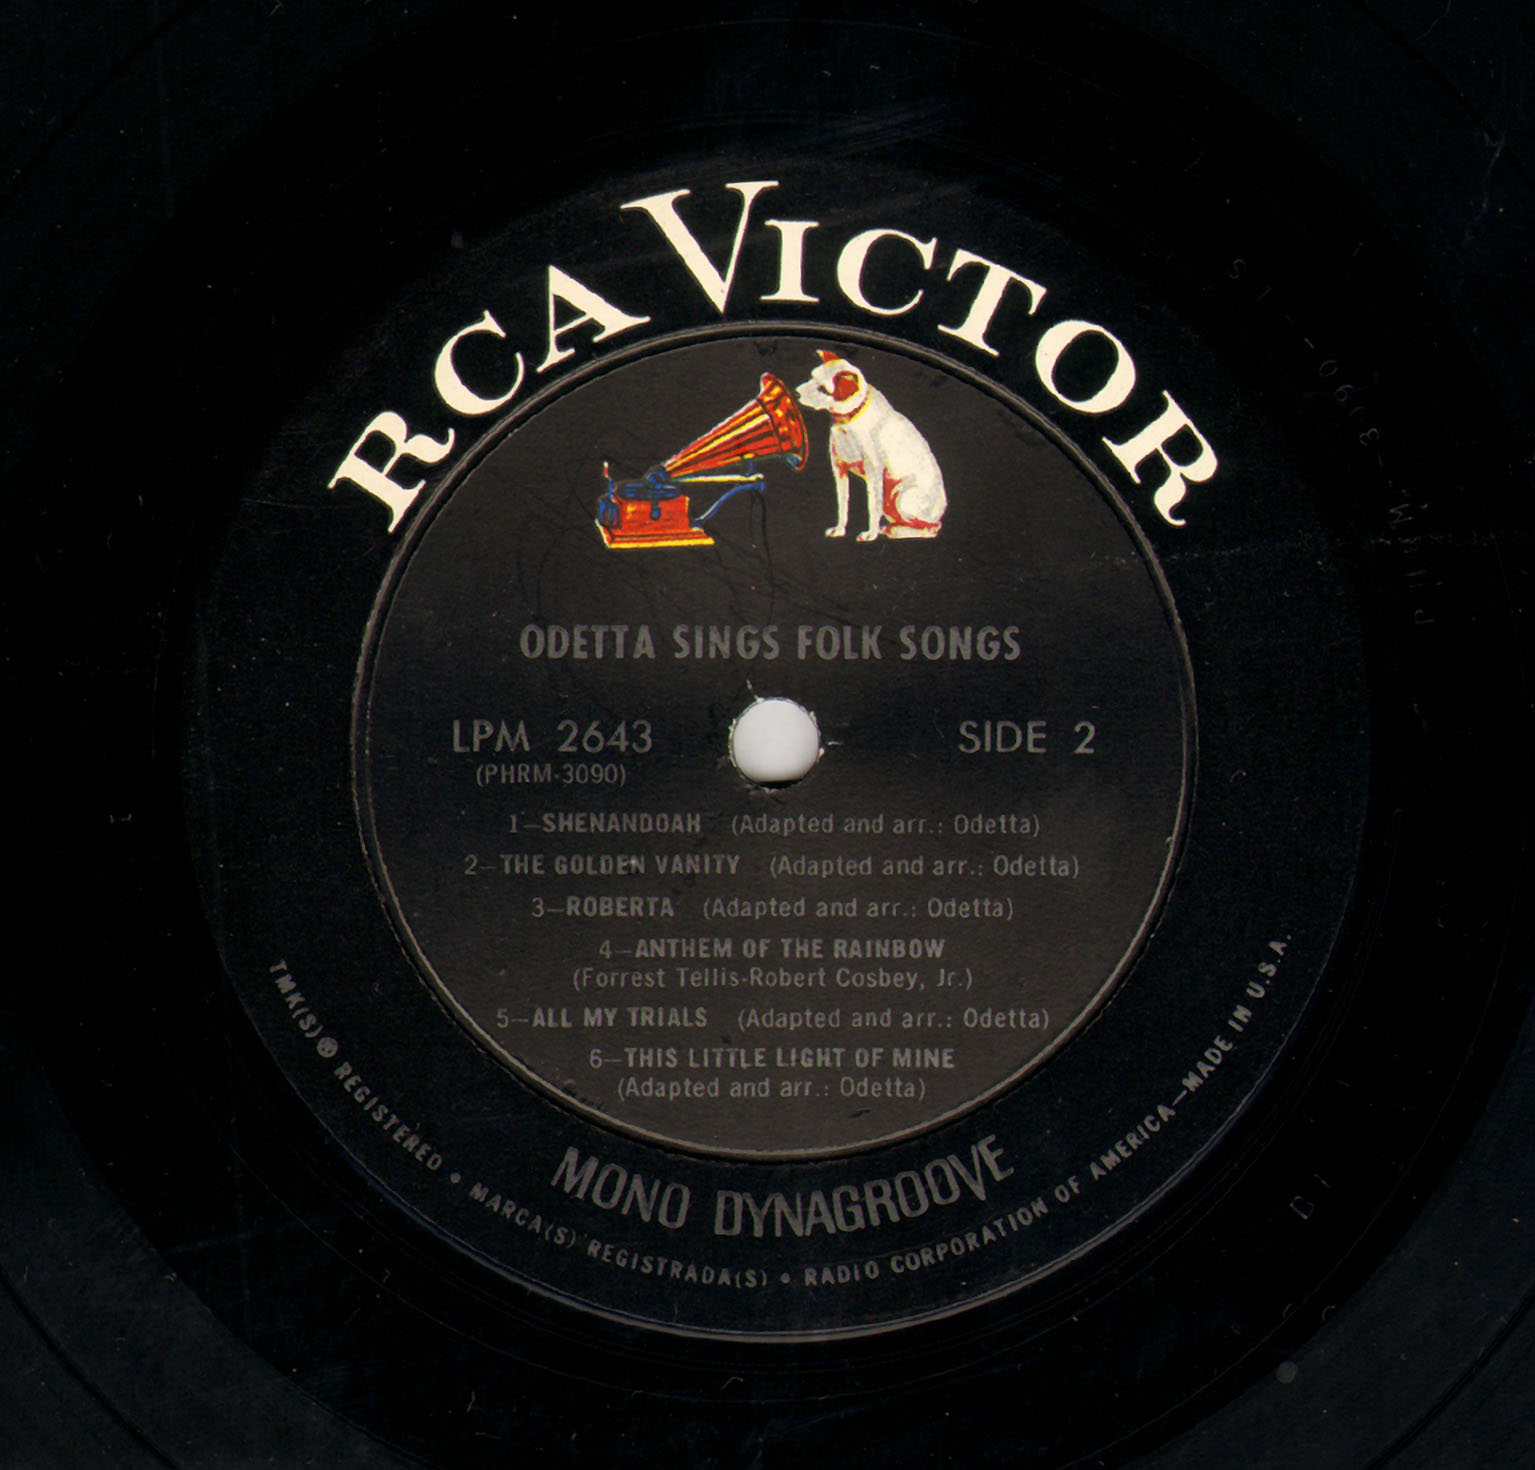 RCA VICTOR
ODETTA SINGS FOLK SONGS
LPM 2643
SIDE 2
(PHRM-3090)
1—SHENANDOAH (Adapted and arr.: Odetta)
2—THE GOLDEN VANITY (Adapted and arr.: Odetta)
3—ROBERTA (Adapted and arr.: Odetta)
4—ANTHEM OF THE RAINBOW
(Forrest Tellis-Robert Cosbey, Jr.)
5—ALL MY TRIALS (Adapted and arr.: Odetta)
6—THIS LITTLE LIGHT OF MINE
(Adapted and arr.: Odetta)
MONO DYNAGROOVE
TMK(S) ® REGISTERED • MARCA(S) REGISTRADA(S) • RADIO CORPORATION OF AMERICA—MADE IN U.S.A.